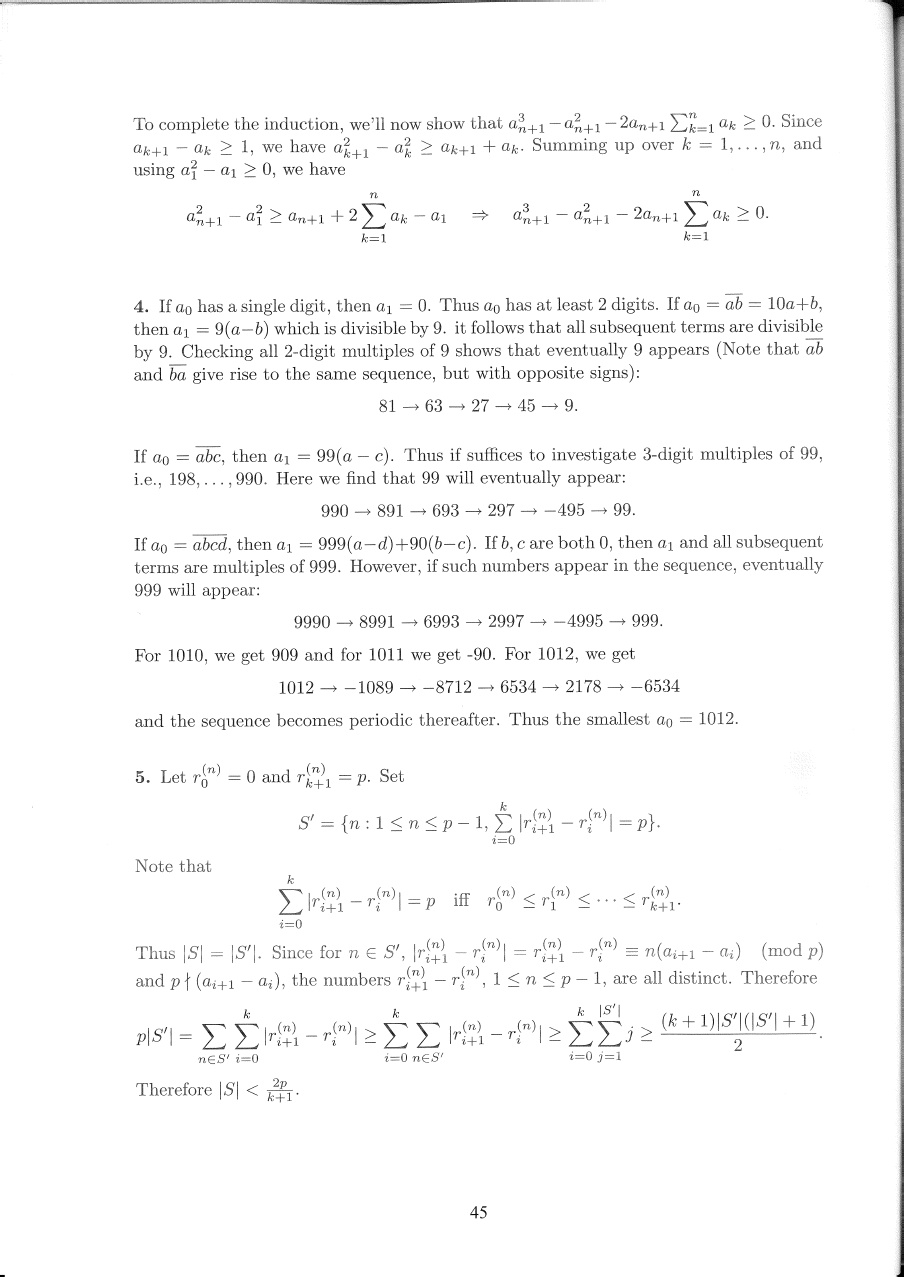 To complete the induction, we'll now show that $a_{n+1}^3 - a_{n+1}^2 - 2a_{n+1} \sum_{k=1}^n a_k \geq 0$. Since
$a_{k+1} - a_k \geq 1$, we have $a_{k+1}^2 - a_k^2 \geq a_{k+1} + a_k$. Summing up over $k = 1, \ldots, n$, and
using $a_1^2 - a_1 \geq 0$, we have
$a_{n+1}^2 - a_1^2 \geq a_{n+1} + 2 \sum_{k=1}^n a_k - a_1 \quad \Rightarrow \quad a_{n+1}^3 - a_{n+1}^2 - 2a_{n+1} \sum_{k=1}^n a_k \geq 0.$
4. If $a_0$ has a single digit, then $a_1 = 0$. Thus $a_0$ has at least 2 digits. If $a_0 = \overline{ab} = 10a+b$,
then $a_1 = 9(a-b)$ which is divisible by 9. it follows that all subsequent terms are divisible
by 9. Checking all 2-digit multiples of 9 shows that eventually 9 appears (Note that $\overline{ab}$
and $\overline{ba}$ give rise to the same sequence, but with opposite signs):
$81 \to 63 \to 27 \to 45 \to 9.$
If $a_0 = \overline{abc}$, then $a_1 = 99(a - c)$. Thus if suffices to investigate 3-digit multiples of 99,
i.e., $198, \ldots, 990$. Here we find that 99 will eventually appear:
$990 \to 891 \to 693 \to 297 \to -495 \to 99.$
If $a_0 = \overline{abcd}$, then $a_1 = 999(a-d)+90(b-c)$. If $b, c$ are both 0, then $a_1$ and all subsequent
terms are multiples of 999. However, if such numbers appear in the sequence, eventually
999 will appear:
$9990 \to 8991 \to 6993 \to 2997 \to -4995 \to 999.$
For 1010, we get 909 and for 1011 we get -90. For 1012, we get
$1012 \to -1089 \to -8712 \to 6534 \to 2178 \to -6534$
and the sequence becomes periodic thereafter. Thus the smallest $a_0 = 1012$.
5. Let $r_0^{(n)} = 0$ and $r_{k+1}^{(n)} = p$. Set
$S' = \{n : 1 \leq n \leq p - 1, \sum_{i=0}^k |r_{i+1}^{(n)} - r_i^{(n)}| = p\}.$
Note that
$\sum_{i=0}^k |r_{i+1}^{(n)} - r_i^{(n)}| = p \quad \text{iff} \quad r_0^{(n)} \leq r_1^{(n)} \leq \cdots \leq r_{k+1}^{(n)}.$
Thus $|S| = |S'|$. Since for $n \in S'$, $|r_{i+1}^{(n)} - r_i^{(n)}| = r_{i+1}^{(n)} - r_i^{(n)} \equiv n(a_{i+1} - a_i) \pmod p$
and $p \nmid (a_{i+1} - a_i)$, the numbers $r_{i+1}^{(n)} - r_i^{(n)}$, $1 \leq n \leq p - 1$, are all distinct. Therefore
$p|S'| = \sum_{n \in S'} \sum_{i=0}^k |r_{i+1}^{(n)} - r_i^{(n)}| \geq \sum_{i=0}^k \sum_{n \in S'} |r_{i+1}^{(n)} - r_i^{(n)}| \geq \sum_{i=0}^k \sum_{j=1}^{|S'|} j \geq \frac{(k+1)|S'|(|S'|+1)}{2}.$
Therefore $|S| < \frac{2p}{k+1}$.
45